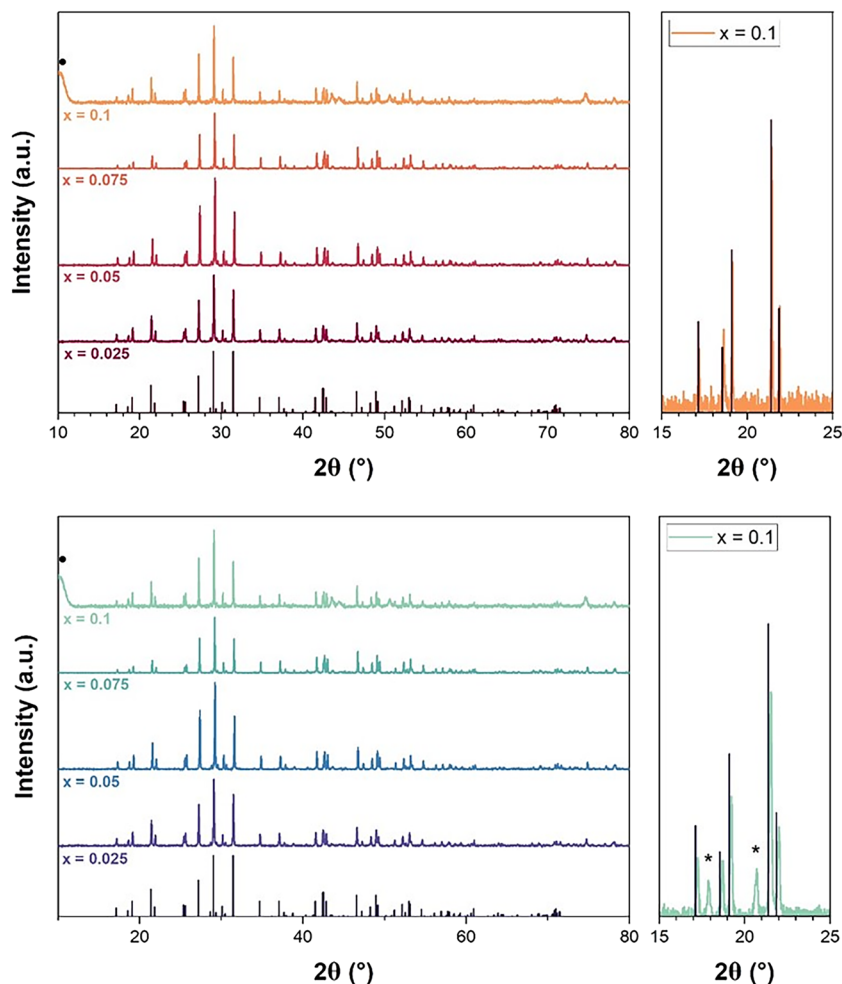 Intensity (a.u.)
x = 0.1
x = 0.075
x = 0.05
x = 0.025
10 20 30 40 50 60 70 80
2θ (°)
x = 0.1
15 20 25
2θ (°)
Intensity (a.u.)
x = 0.1
x = 0.075
x = 0.05
x = 0.025
20 40 60 80
2θ (°)
x = 0.1
* *
15 20 25
2θ (°)